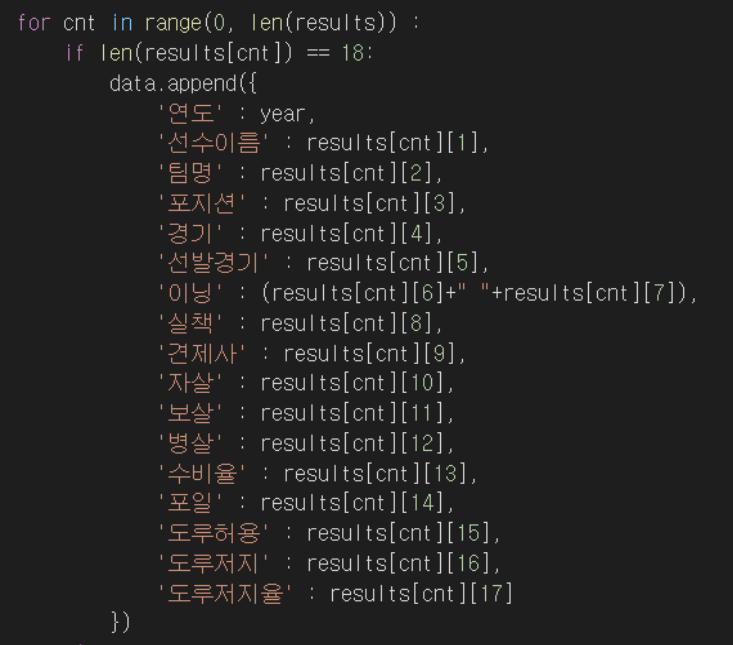 for cnt in range(0, len(results)) :
    if len(results[cnt]) == 18:
        data.append({
            '연도' : year,
            '선수이름' : results[cnt][1],
            '팀명' : results[cnt][2],
            '포지션' : results[cnt][3],
            '경기' : results[cnt][4],
            '선발경기' : results[cnt][5],
            '이닝' : (results[cnt][6]+" "+results[cnt][7]),
            '실책' : results[cnt][8],
            '견제사' : results[cnt][9],
            '자살' : results[cnt][10],
            '보살' : results[cnt][11],
            '병살' : results[cnt][12],
            '수비율' : results[cnt][13],
            '포일' : results[cnt][14],
            '도루허용' : results[cnt][15],
            '도루저지' : results[cnt][16],
            '도루저지율' : results[cnt][17]
        })